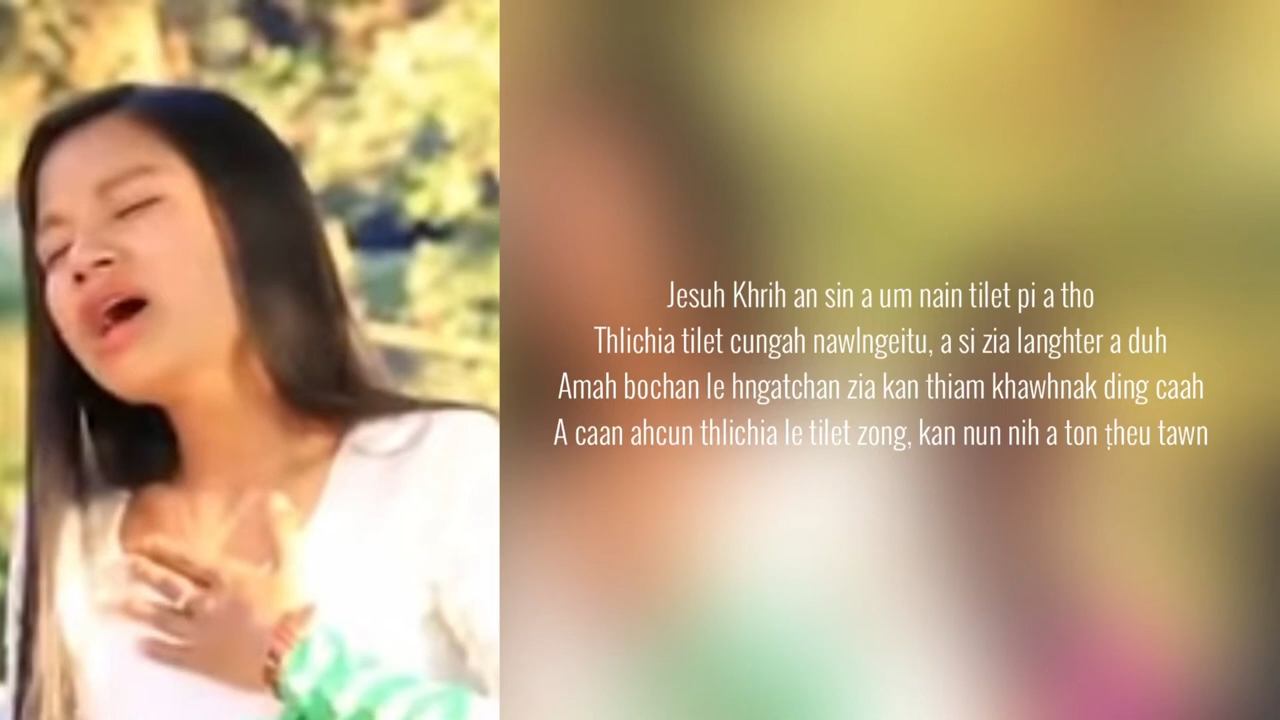 Jesuh Khrih an sin a um nain tilet pi a tho
Thlichia tilet cungah nawlngeitu, a si zia langhter a duh
Amah bochan le hngatchan zia kan thiam khawhnak ding caah
A caan ahcun thlichia le tilet zong, kan nun nih a ton ṭheu tawn